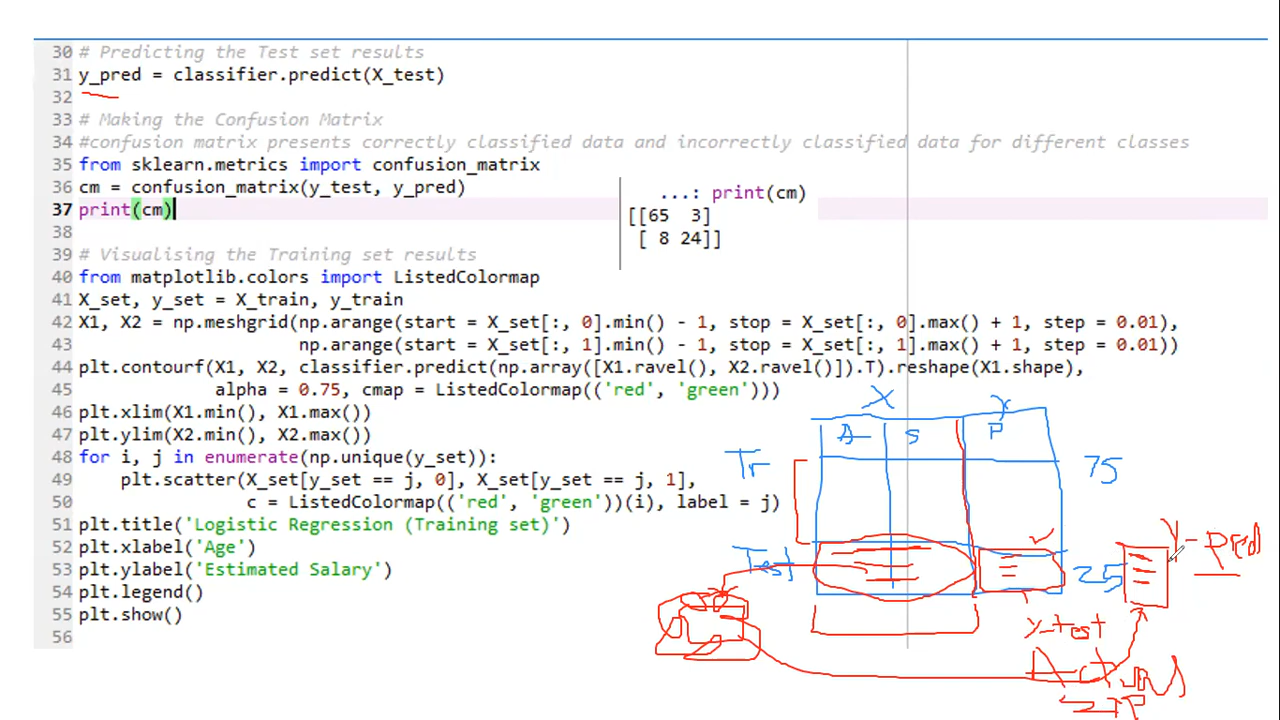 30 # Predicting the Test set results
31 y_pred = classifier.predict(X_test)
32
33 # Making the Confusion Matrix
34 #confusion matrix presents correctly classified data and incorrectly classified data for different classes
35 from sklearn.metrics import confusion_matrix
36 cm = confusion_matrix(y_test, y_pred)
37 print(cm)
...: print(cm)
[[65 3]
[ 8 24]]
38
39 # Visualising the Training set results
40 from matplotlib.colors import ListedColormap
41 X_set, y_set = X_train, y_train
42 X1, X2 = np.meshgrid(np.arange(start = X_set[:, 0].min() - 1, stop = X_set[:, 0].max() + 1, step = 0.01),
43 np.arange(start = X_set[:, 1].min() - 1, stop = X_set[:, 1].max() + 1, step = 0.01))
44 plt.contourf(X1, X2, classifier.predict(np.array([X1.ravel(), X2.ravel()]).T).reshape(X1.shape),
45 alpha = 0.75, cmap = ListedColormap(('red', 'green')))
46 plt.xlim(X1.min(), X1.max())
47 plt.ylim(X2.min(), X2.max())
48 for i, j in enumerate(np.unique(y_set)):
49 plt.scatter(X_set[y_set == j, 0], X_set[y_set == j, 1],
50 c = ListedColormap(('red', 'green'))(i), label = j)
51 plt.title('Logistic Regression (Training set)')
52 plt.xlabel('Age')
53 plt.ylabel('Estimated Salary')
54 plt.legend()
55 plt.show()
56
X y
A S P
Tr 75
Test 25
y-pred
y-test
Actual